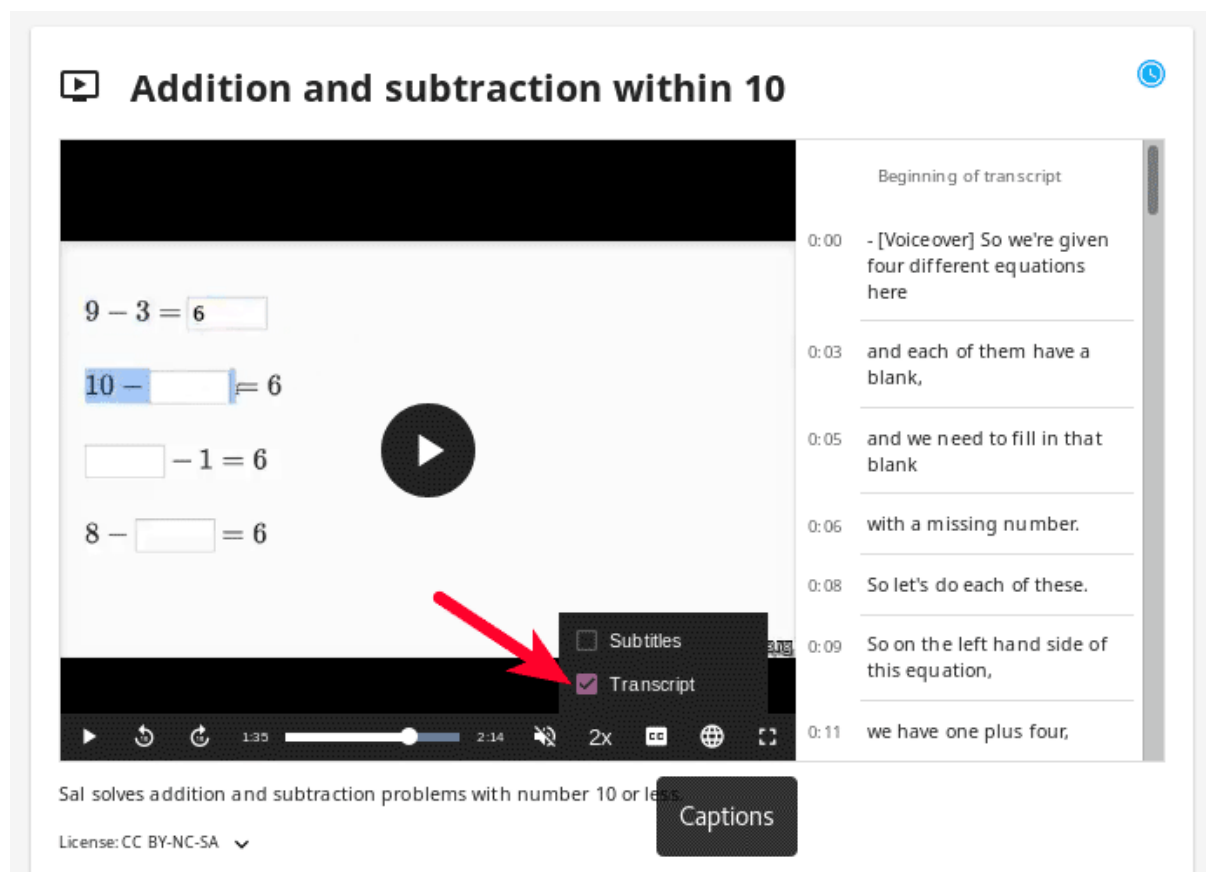 Addition and subtraction within 10
9 − 3 = 6
10 − = 6
− 1 = 6
8 − = 6
Subtitles
Transcript
1:35
2:14
2x
CC
Beginning of transcript
0:00 - [Voiceover] So we're given
four different equations
here
0:03 and each of them have a
blank,
0:05 and we need to fill in that
blank
0:06 with a missing number.
0:08 So let's do each of these.
0:09 So on the left hand side of
this equation,
0:11 we have one plus four,
Sal solves addition and subtraction problems with number 10 or less.
Captions
License: CC BY-NC-SA